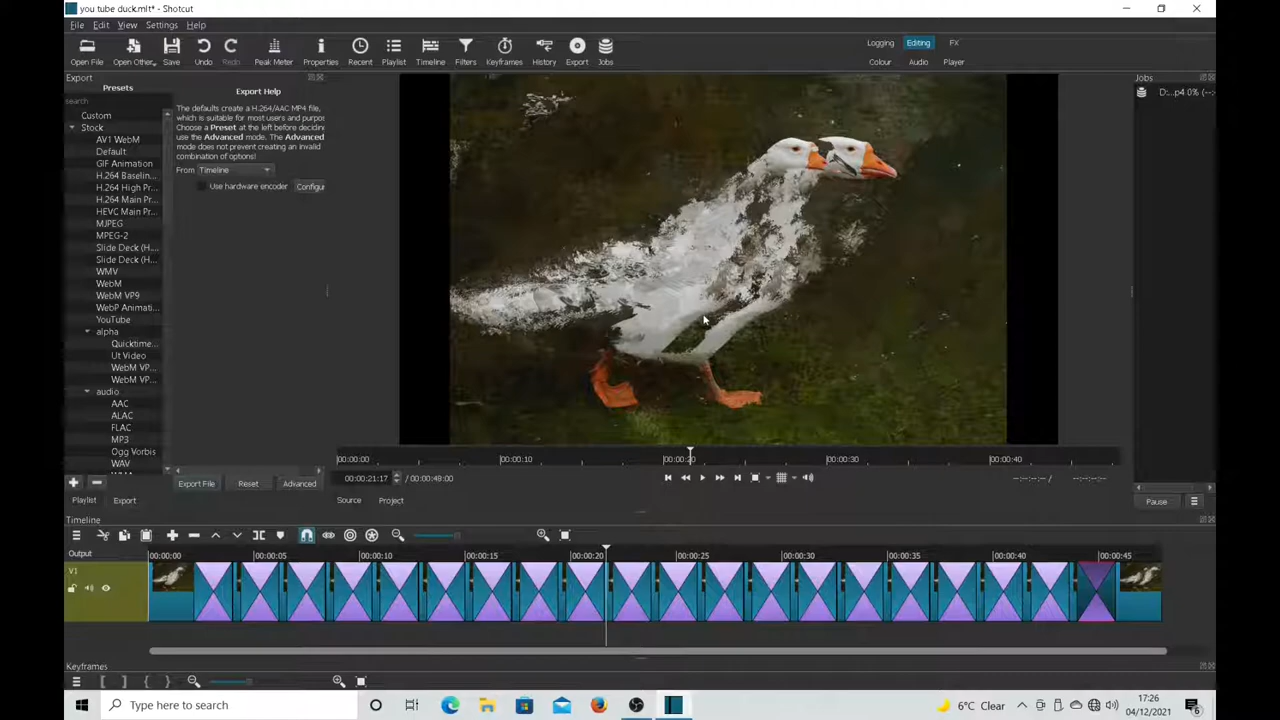 you tube duck.mlt* - Shotcut
File Edit View Settings Help
Open File Open Other.. Save Undo Redo Peak Meter Properties Recent Playlist Timeline Filters Keyframes History Export Jobs
Logging Editing FX
Colour Audio Player
Export
Presets
search
Custom
Stock
AV1 WebM
Default
GIF Animation
H.264 Baselin...
H.264 High Pr...
H.264 Main Pr...
HEVC Main Pr...
MJPEG
MPEG-2
Slide Deck (H...
Slide Deck (H...
WMV
WebM
WebM VP9
WebP Animati...
YouTube
alpha
Quicktime...
Ut Video
WebM VP...
WebM VP...
audio
AAC
ALAC
FLAC
MP3
Ogg Vorbis
WAV
Export Help
The defaults create a H.264/AAC MP4 file,
which is suitable for most users and purpos
Choose a Preset at the left before decidin
use the Advanced mode. The Advanced
mode does not prevent creating an invalid
combination of options!
From Timeline
Use hardware encoder Configu
Export File Reset Advanced
Playlist Export
Jobs
D:...p4 0% (--:
Pause
00:00:00 00:00:10 00:00:20 00:00:30 00:00:40
00:00:21:17 / 00:00:49:00
--:--:--:-- / --:--:--:--
Source Project
Timeline
Output
00:00:00 00:00:05 00:00:10 00:00:15 00:00:20 00:00:25 00:00:30 00:00:35 00:00:40 00:00:45
V1
Keyframes
Type here to search
6°C Clear
17:26
04/12/2021
6